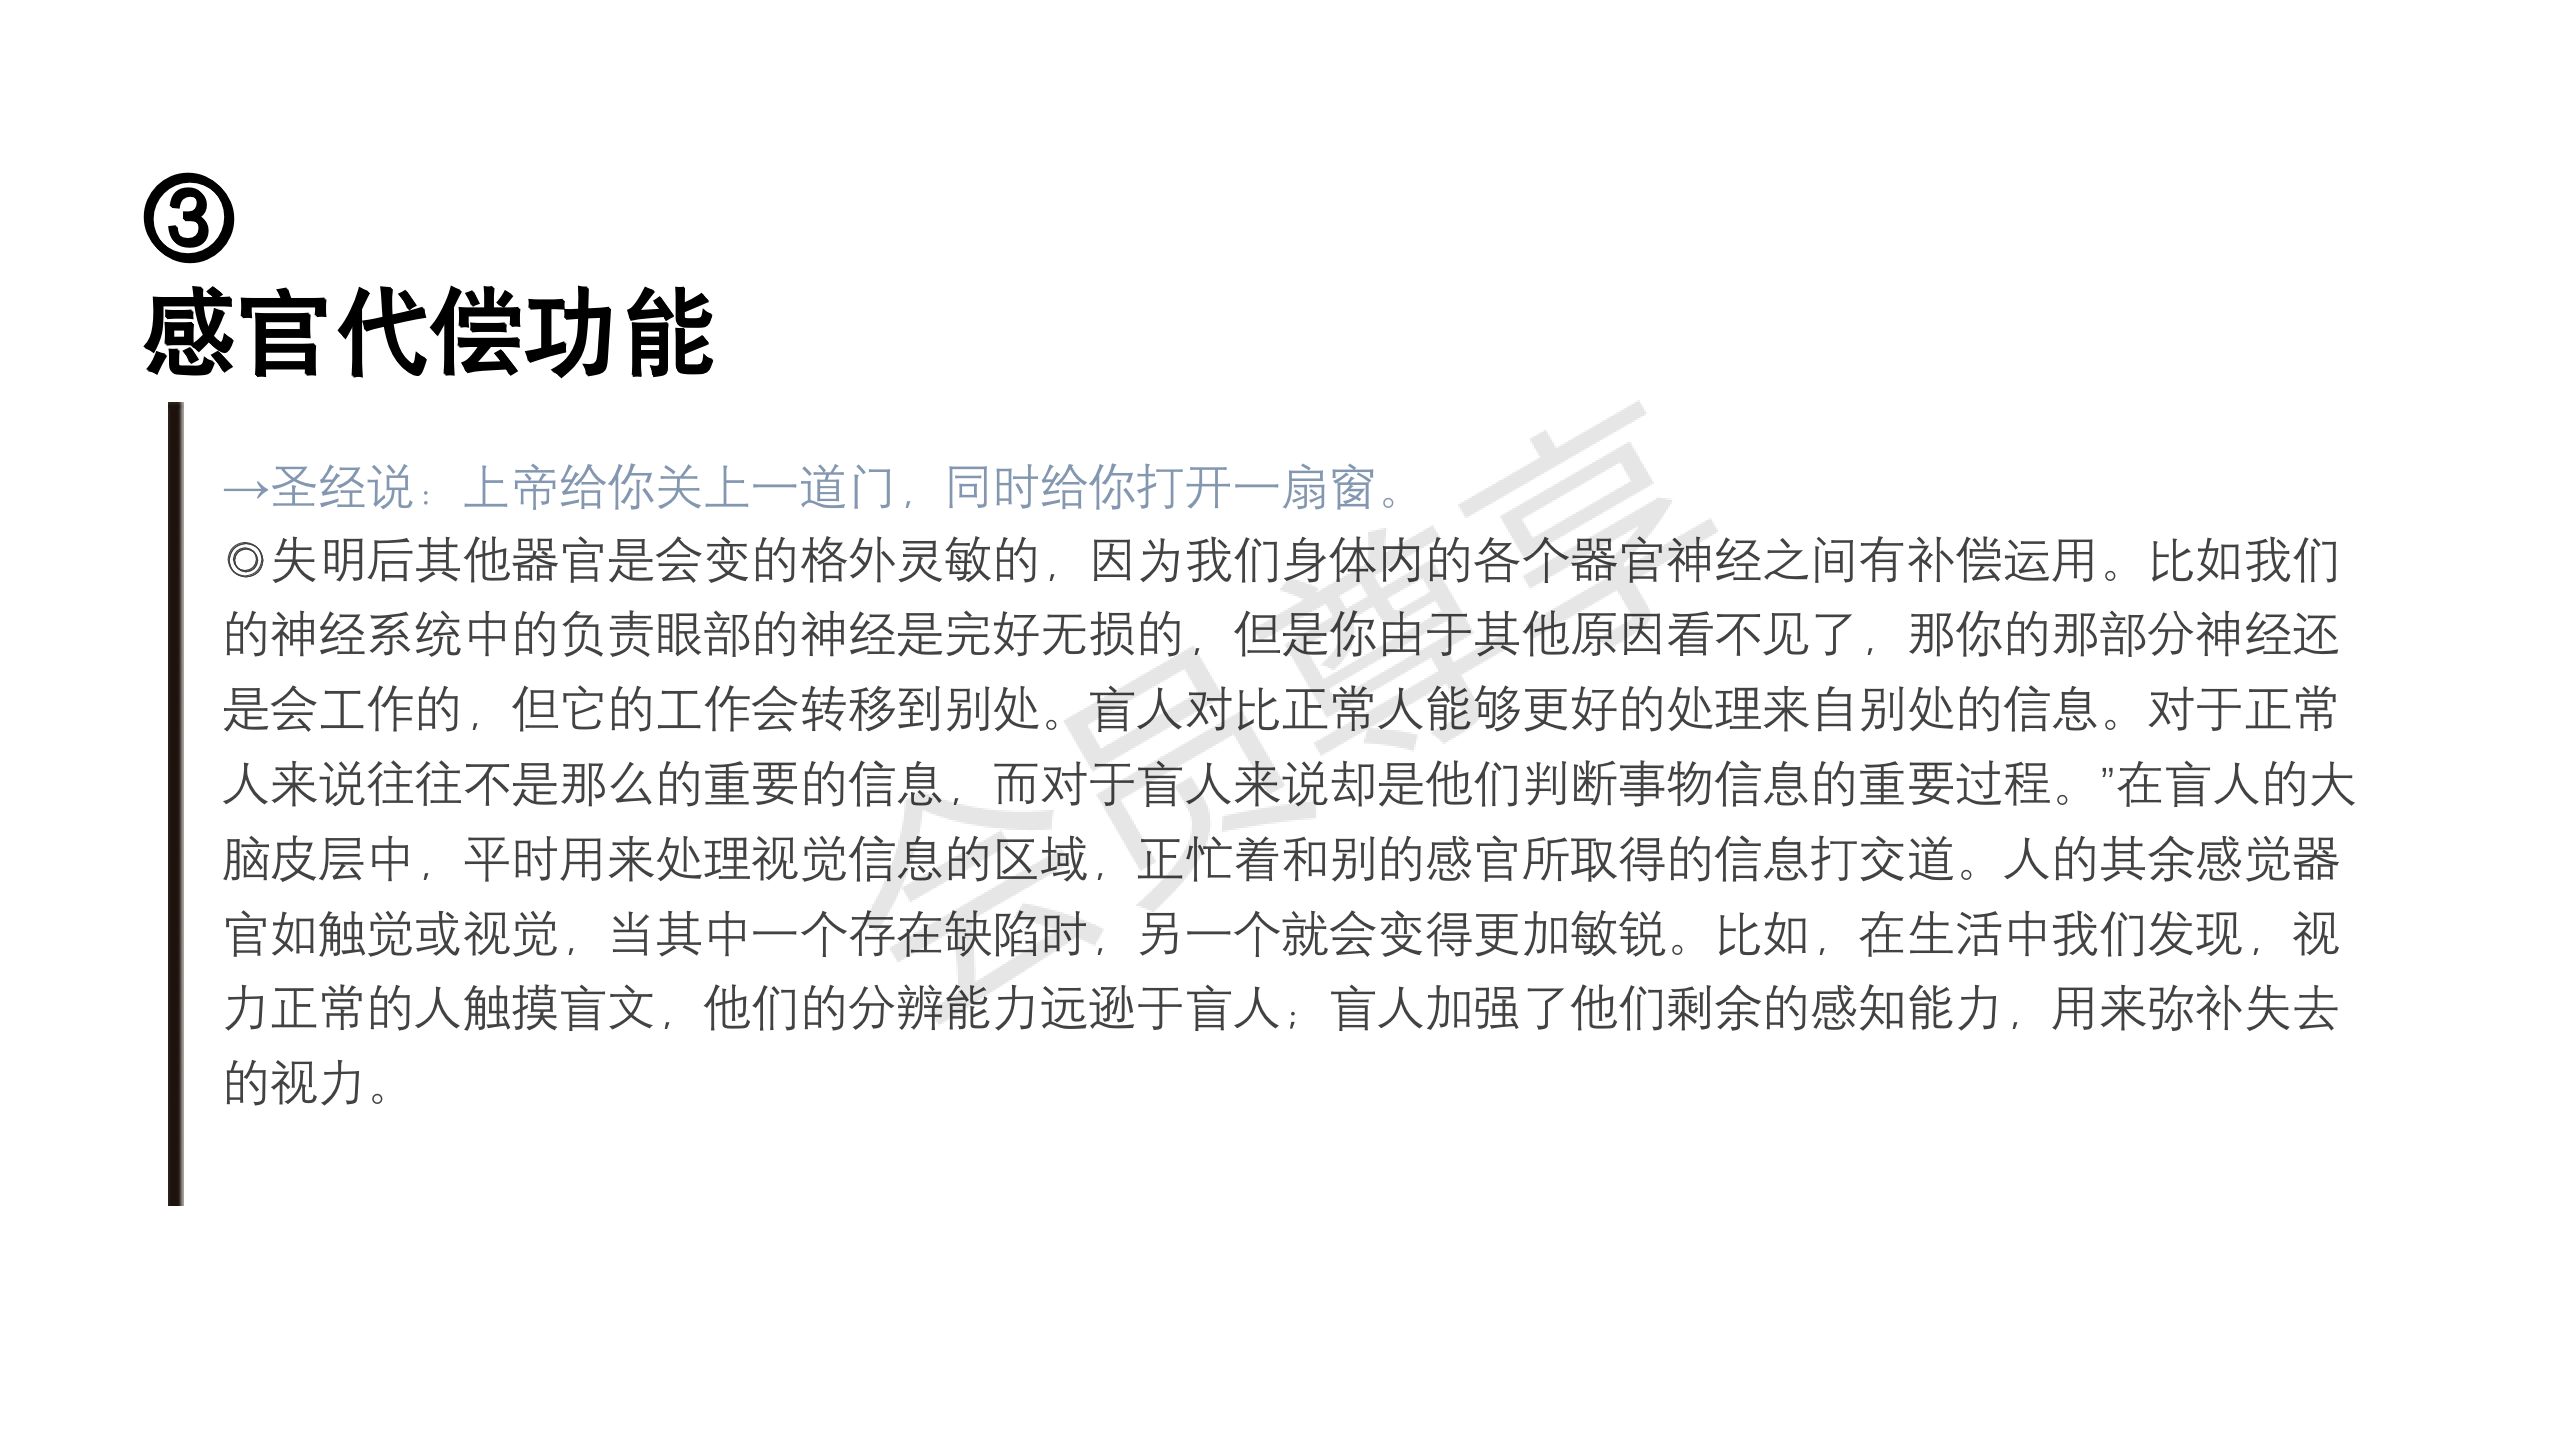 ③
感官代偿功能
→圣经说：上帝给你关上一道门，同时给你打开一扇窗。
◎失明后其他器官是会变的格外灵敏的，因为我们身体内的各个器官神经之间有补偿运用。比如我们
的神经系统中的负责眼部的神经是完好无损的，但是你由于其他原因看不见了，那你的那部分神经还
是会工作的，但它的工作会转移到别处。盲人对比正常人能够更好的处理来自别处的信息。对于正常
人来说往往不是那么的重要的信息，而对于盲人来说却是他们判断事物信息的重要过程。”在盲人的大
脑皮层中，平时用来处理视觉信息的区域，正忙着和别的感官所取得的信息打交道。人的其余感觉器
官如触觉或视觉，当其中一个存在缺陷时，另一个就会变得更加敏锐。比如，在生活中我们发现，视
力正常的人触摸盲文，他们的分辨能力远逊于盲人；盲人加强了他们剩余的感知能力，用来弥补失去
的视力。
会员尊享